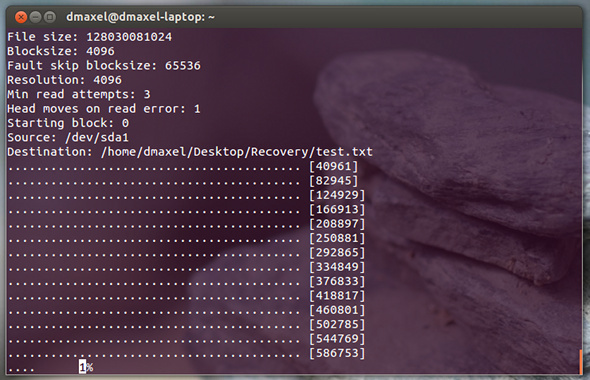 dmaxel@dmaxel-laptop: ~
File size: 128030081024
Blocksize: 4096
Fault skip blocksize: 65536
Resolution: 4096
Min read attempts: 3
Head moves on read error: 1
Starting block: 0
Source: /dev/sda1
Destination: /home/dmaxel/Desktop/Recovery/test.txt
......................................... [40961]
......................................... [82945]
......................................... [124929]
......................................... [166913]
......................................... [208897]
......................................... [250881]
......................................... [292865]
......................................... [334849]
......................................... [376833]
......................................... [418817]
......................................... [460801]
......................................... [502785]
......................................... [544769]
......................................... [586753]
....      1%